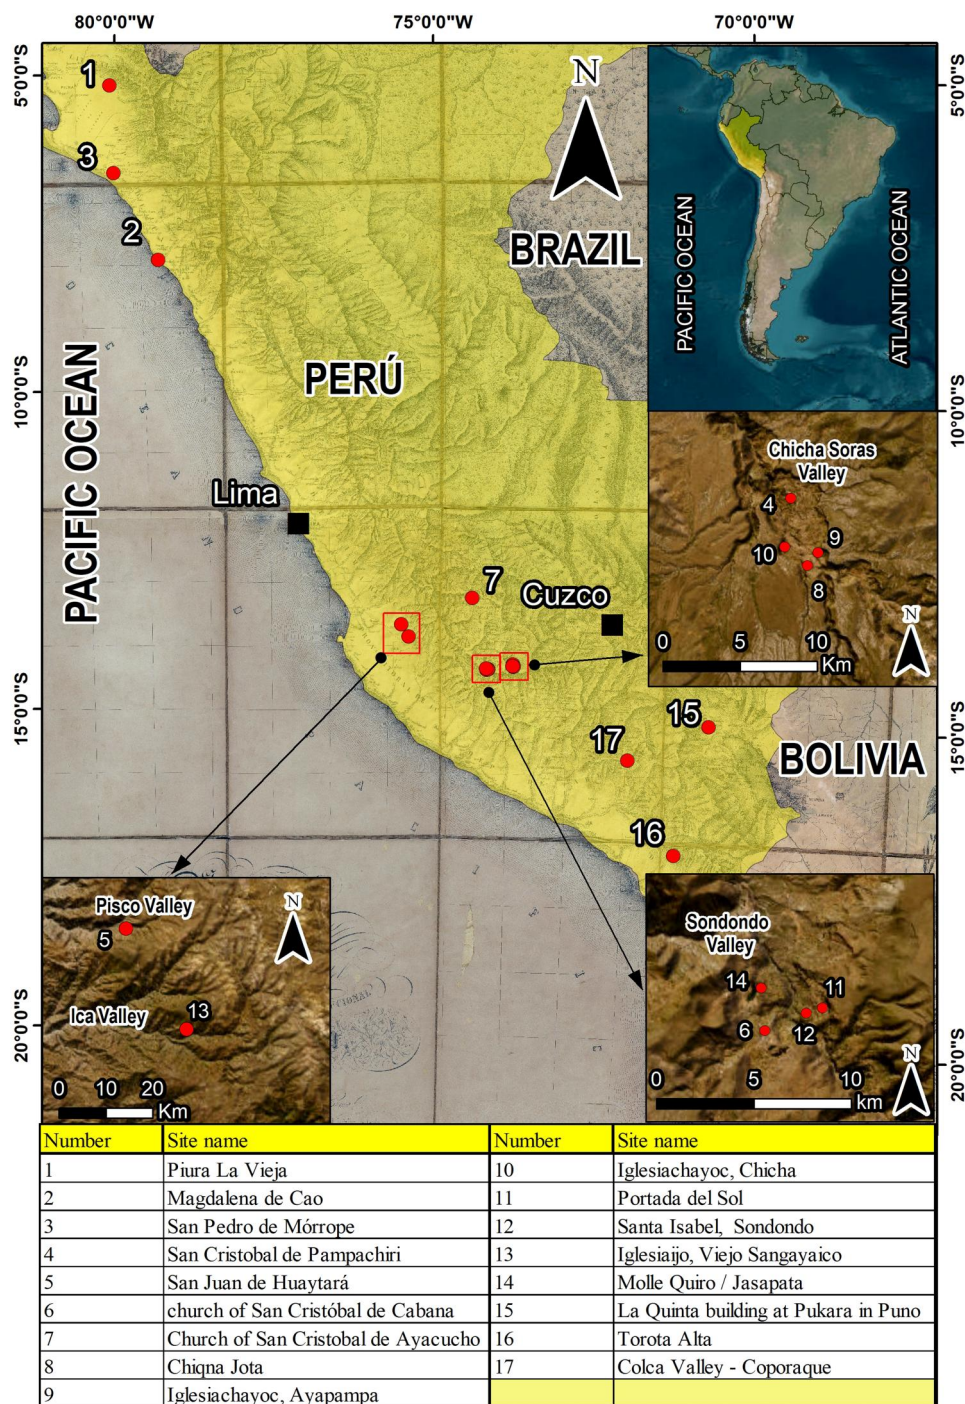 80°0'0"W 75°0'0"W 70°0'0"W
5°0'0"S
10°0'0"S
15°0'0"S
20°0'0"S
5°0'0"S
10°0'0"S
15°0'0"S
20°0'0"S
1
3
2
N
BRAZIL
PERÚ
PACIFIC OCEAN
Lima
7
Cuzco
15
17
16
BOLIVIA
PACIFIC OCEAN
ATLANTIC OCEAN
Chicha Soras
Valley
4
10
9
8
N
0 5 10
Km
Pisco Valley
5
N
Ica Valley
13
0 10 20
Km
Sondondo
Valley
14
11
6
12
N
0 5 10
km
Number Site name Number Site name
1 Piura La Vieja 10 Iglesiachayoc, Chicha
2 Magdalena de Cao 11 Portada del Sol
3 San Pedro de Mórrope 12 Santa Isabel, Sondondo
4 San Cristobal de Pampachiri 13 Iglesiaijo, Viejo Sangayaico
5 San Juan de Huaytará 14 Molle Quiro / Jasapata
6 church of San Cristóbal de Cabana 15 La Quinta building at Pukara in Puno
7 Church of San Cristobal de Ayacucho 16 Torota Alta
8 Chiqna Jota 17 Colca Valley - Coporaque
9 Iglesiachayoc, Ayapampa